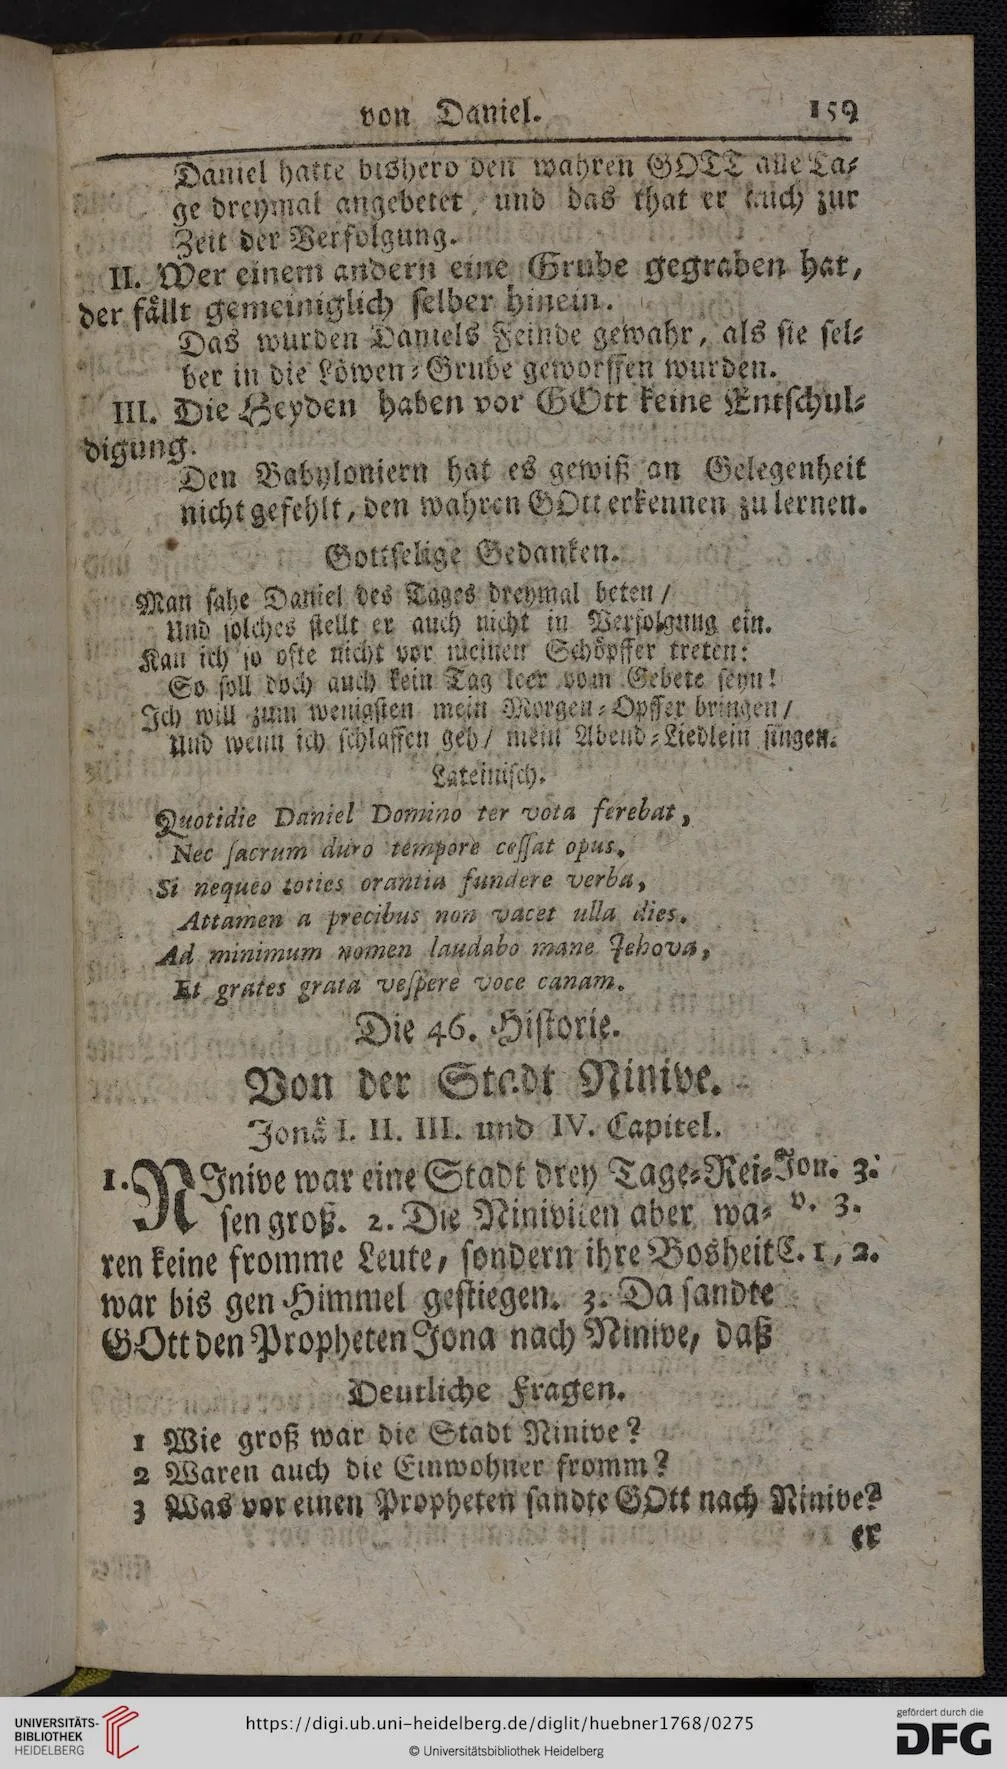 von Daniel. 159
Daniel hatte bishero den wahren GOTT alle Ta⸗
ge dreymal angebetet, und das that er auch zur
Zeit der Verfolgung.
II. Wer einem andern eine Grube gegraben hat,
der fällt gemeiniglich selber hinein.
Das wurden Daniels Feinde gewahr, als sie sel⸗
ber in die Löwen⸗Grube geworffen wurden.
III. Die Heyden haben vor GOtt keine Entschul⸗
digung.
Den Babyloniern hat es gewiß an Gelegenheit
nicht gefehlt, den wahren GOtt erkennen zu lernen.
Gottselige Gedanken.
Man sahe Daniel des Tages dreymal beten /
Und solches stellt er auch nicht in Verfolgung ein.
Kan ich so ofte nicht vor meinen Schöpffer treten:
So soll doch auch kein Tag leer vom Gebete seyn!
Ich will zum wenigsten mein Morgen⸗Opffer bringen /
Und wenn ich schlaffen geh / mein Abend⸗Liedlein singen.
Lateinisch.
Quotidie Daniel Domino ter vota ferebat,
Nec sacrum duro tempore cessat opus.
Si nequeo toties orantia fundere verba,
Attamen a precibus non vacet ulla dies.
Ad minimum nomen laudabo mane Jehova,
Et grates grata vespere voce canam.
Die 46. Historie.
Von der Stadt Ninive.
Jonä I. II. III. und IV. Capitel.
1. NInive war eine Stadt drey Tage⸗Rei⸗ Jon. 3.
sen groß. 2. Die Niniviten aber wa⸗ v. 3.
ren keine fromme Leute, sondern ihre Bosheit C. 1, 2.
war bis gen Himmel gestiegen. 3. Da sandte
GOtt den Propheten Jona nach Ninive, daß
Deutliche Fragen.
1 Wie groß war die Stadt Ninive?
2 Waren auch die Einwohner fromm?
3 Was vor einen Propheten sandte GOtt nach Ninive?
er
UNIVERSITÄTS-
BIBLIOTHEK
HEIDELBERG
https://digi.ub.uni-heidelberg.de/diglit/huebner1768/0275
© Universitätsbibliothek Heidelberg
gefördert durch die
DFG